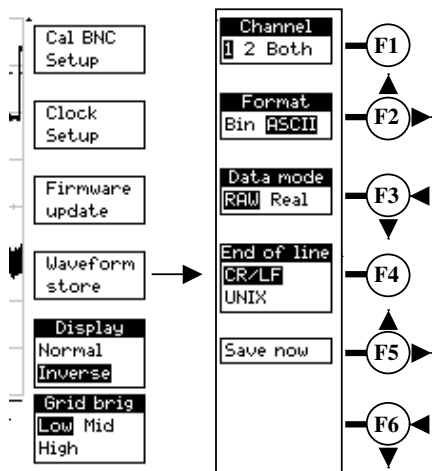 Cal BNC
Setup
Clock
Setup
Firmware
update
Waveform
store
Display
Normal
Inverse
Grid brig
Low Mid
High
Channel
1 2 Both
Format
Bin ASCII
Data mode
RAW Real
End of line
CR/LF
UNIX
Save now
F1
F2
F3
F4
F5
F6